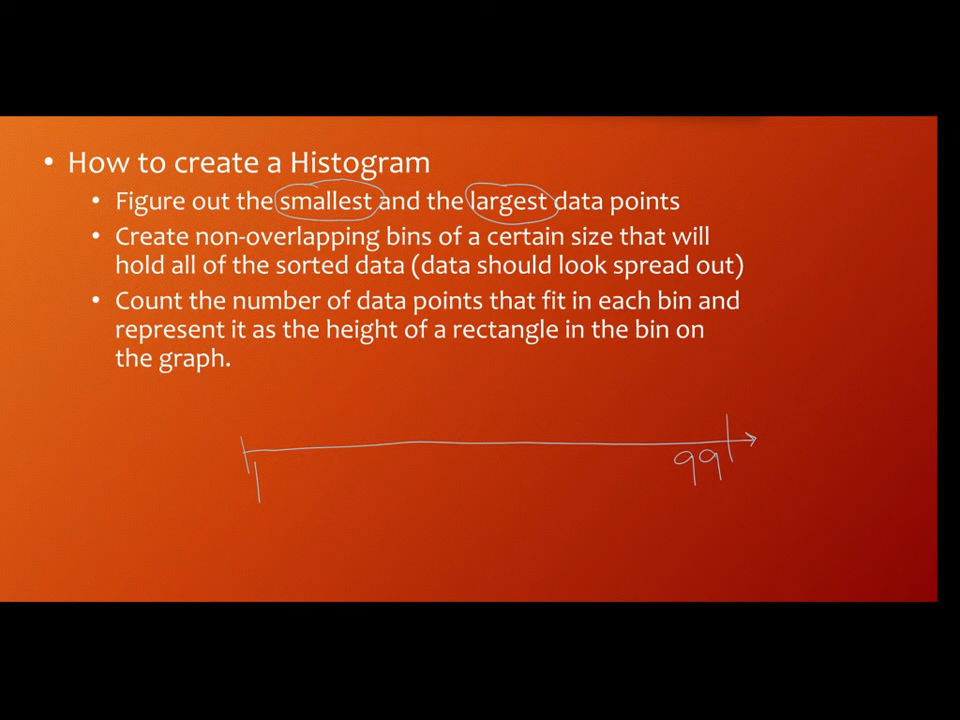 • How to create a Histogram
• Figure out the smallest and the largest data points
• Create non-overlapping bins of a certain size that will
hold all of the sorted data (data should look spread out)
• Count the number of data points that fit in each bin and
represent it as the height of a rectangle in the bin on
the graph.
1 99